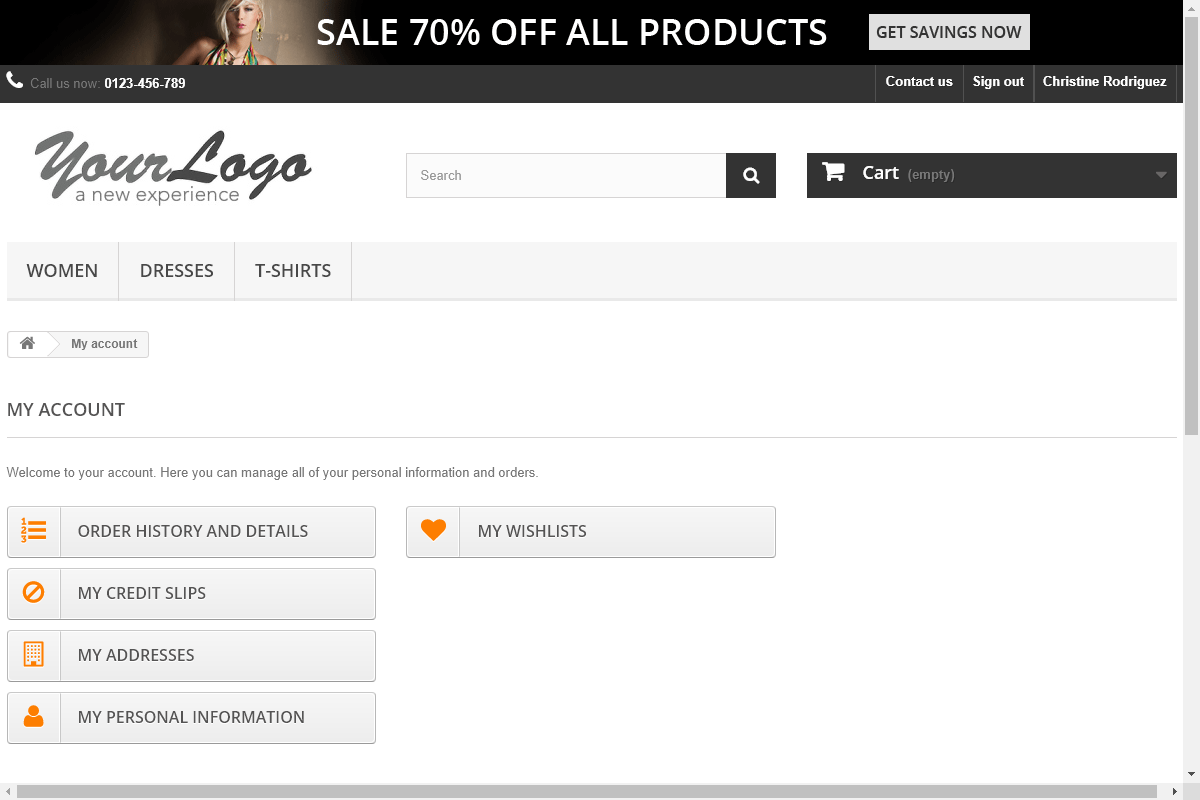 SALE 70% OFF ALL PRODUCTS
GET SAVINGS NOW
Call us now: 0123-456-789
Contact us
Sign out
Christine Rodriguez
Your Logo
a new experience
Search
Cart (empty)
WOMEN
DRESSES
T-SHIRTS
My account
MY ACCOUNT
Welcome to your account. Here you can manage all of your personal information and orders.
ORDER HISTORY AND DETAILS
MY WISHLISTS
MY CREDIT SLIPS
MY ADDRESSES
MY PERSONAL INFORMATION